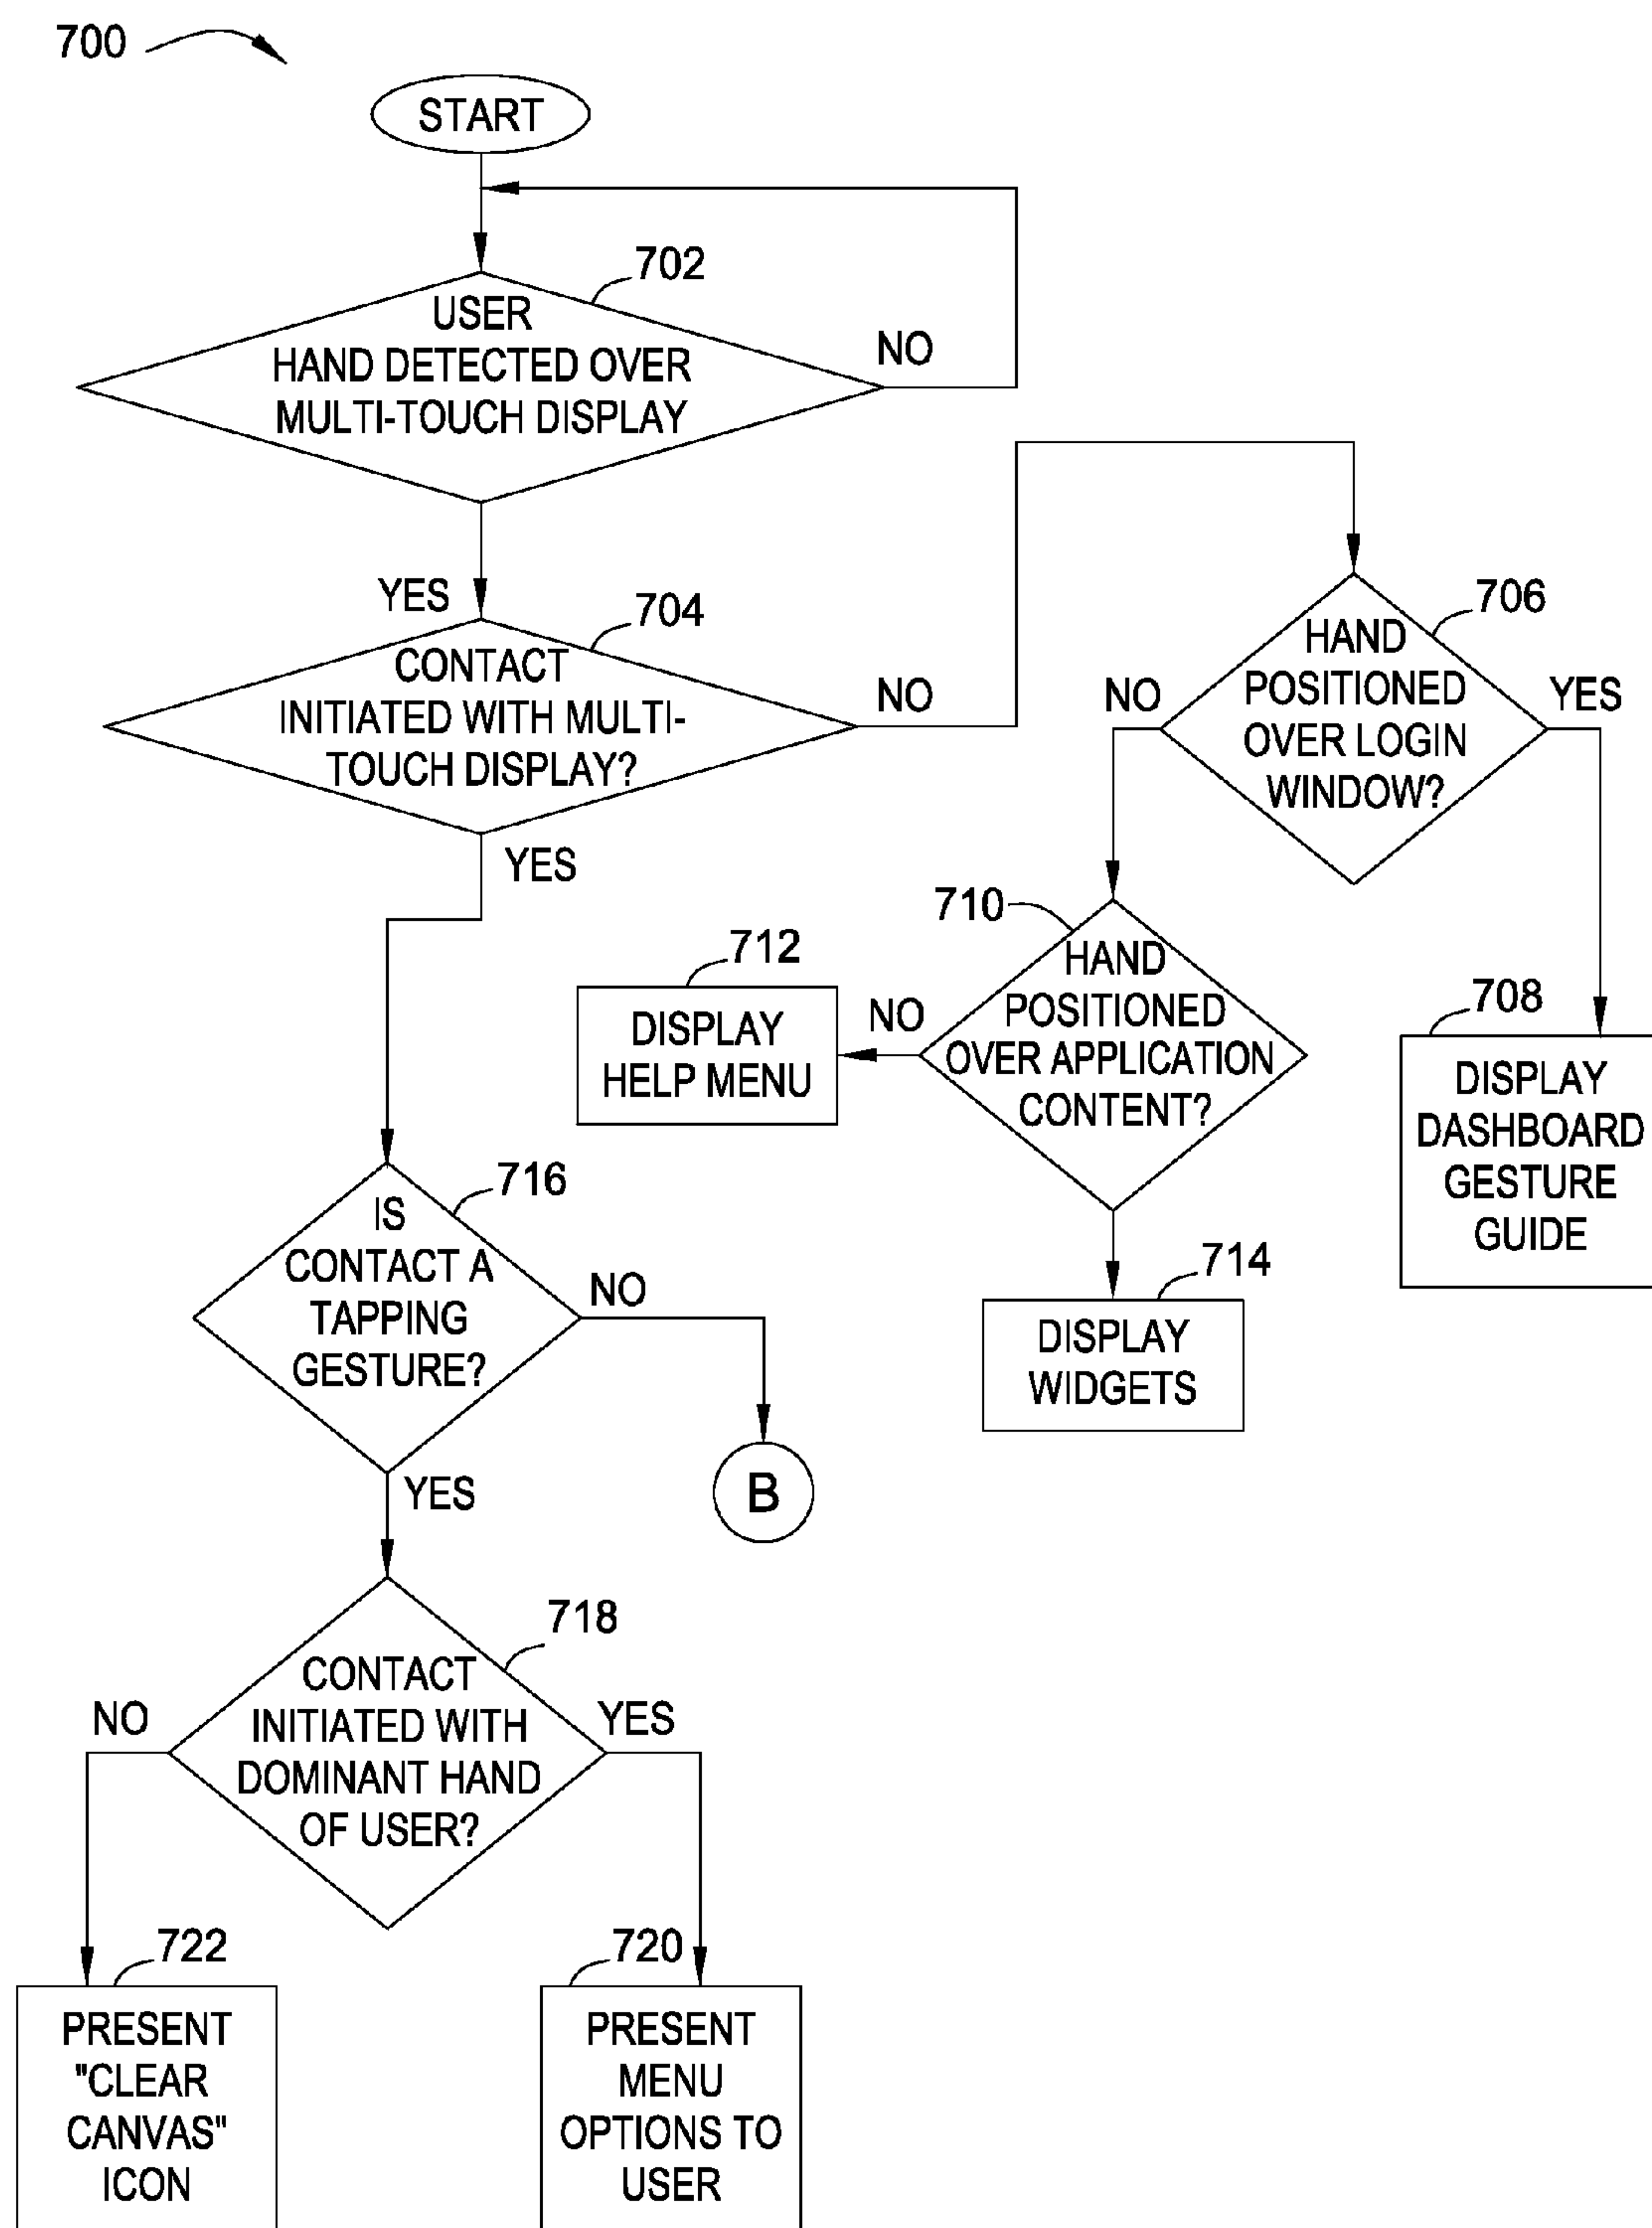 700
START
702
USER
HAND DETECTED OVER
MULTI-TOUCH DISPLAY
NO
YES
704
CONTACT
INITIATED WITH MULTI-
TOUCH DISPLAY?
NO
YES
706
HAND
POSITIONED
OVER LOGIN
WINDOW?
NO
YES
708
DISPLAY
DASHBOARD
GESTURE
GUIDE
710
HAND
POSITIONED
OVER APPLICATION
CONTENT?
NO
712
DISPLAY
HELP MENU
714
DISPLAY
WIDGETS
716
IS
CONTACT A
TAPPING
GESTURE?
NO
B
YES
718
CONTACT
INITIATED WITH
DOMINANT HAND
OF USER?
NO
YES
722
PRESENT
"CLEAR
CANVAS"
ICON
720
PRESENT
MENU
OPTIONS TO
USER